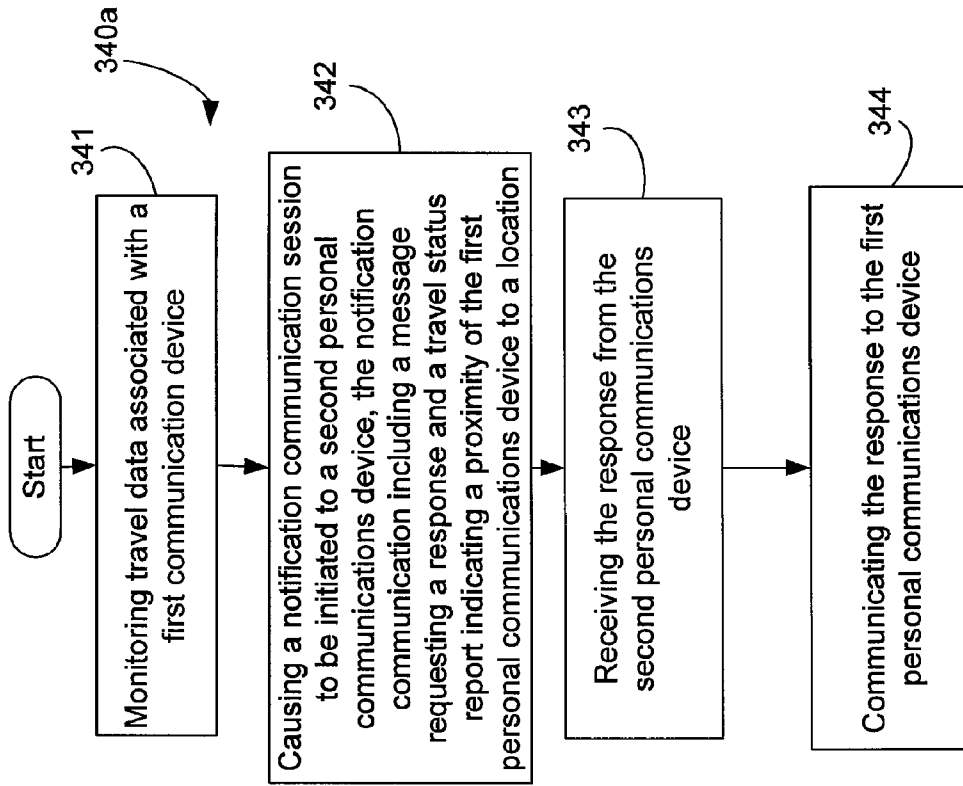 Start
340a
341
Monitoring travel data associated with a
first communication device
342
Causing a notification communication session
to be initiated to a second personal
communications device, the notification
communication including a message
requesting a response and a travel status
report indicating a proximity of the first
personal communications device to a location
343
Receiving the response from the
second personal communications
device
344
Communicating the response to the first
personal communications device